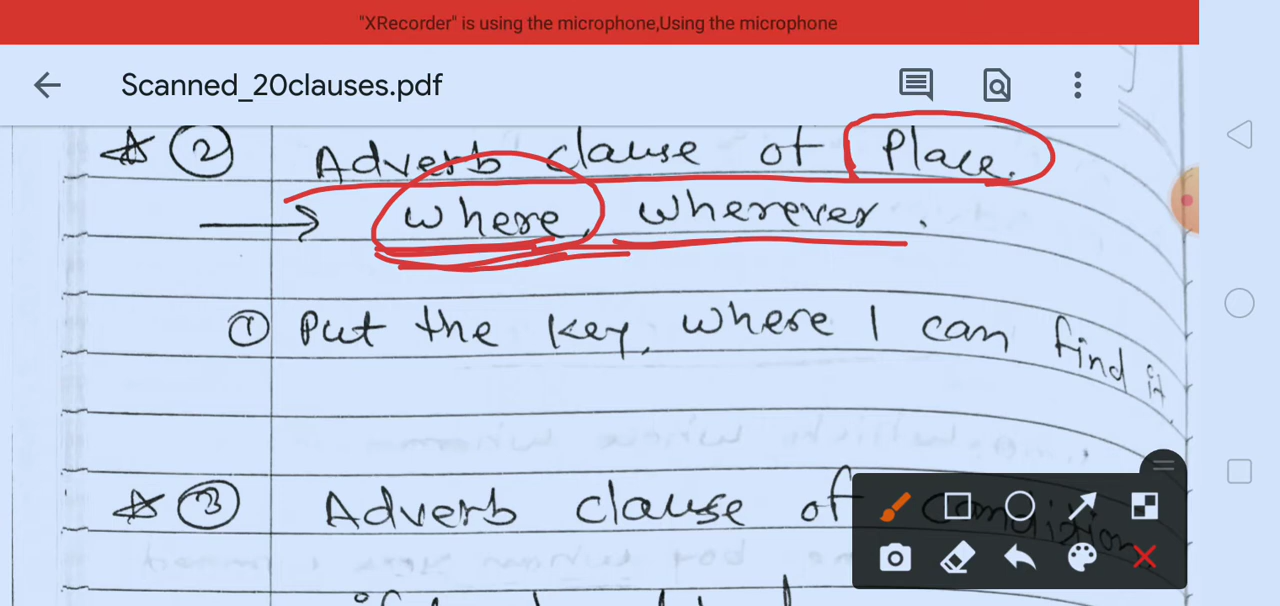 "XRecorder" is using the microphone,Using the microphone
Scanned_20clauses.pdf
② Adverb clause of Place.
→ where, wherever.
① Put the key, where I can find it.
③ Adverb clause of Condition